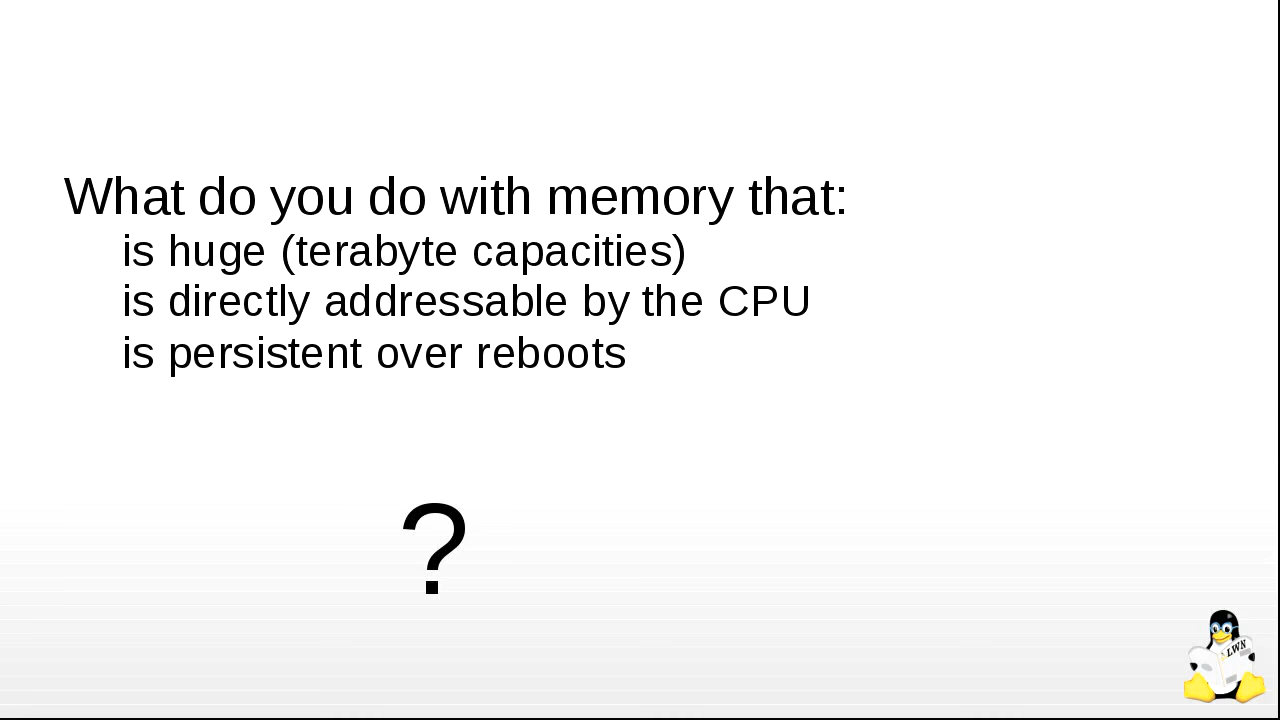 What do you do with memory that:
is huge (terabyte capacities)
is directly addressable by the CPU
is persistent over reboots
?
LWN